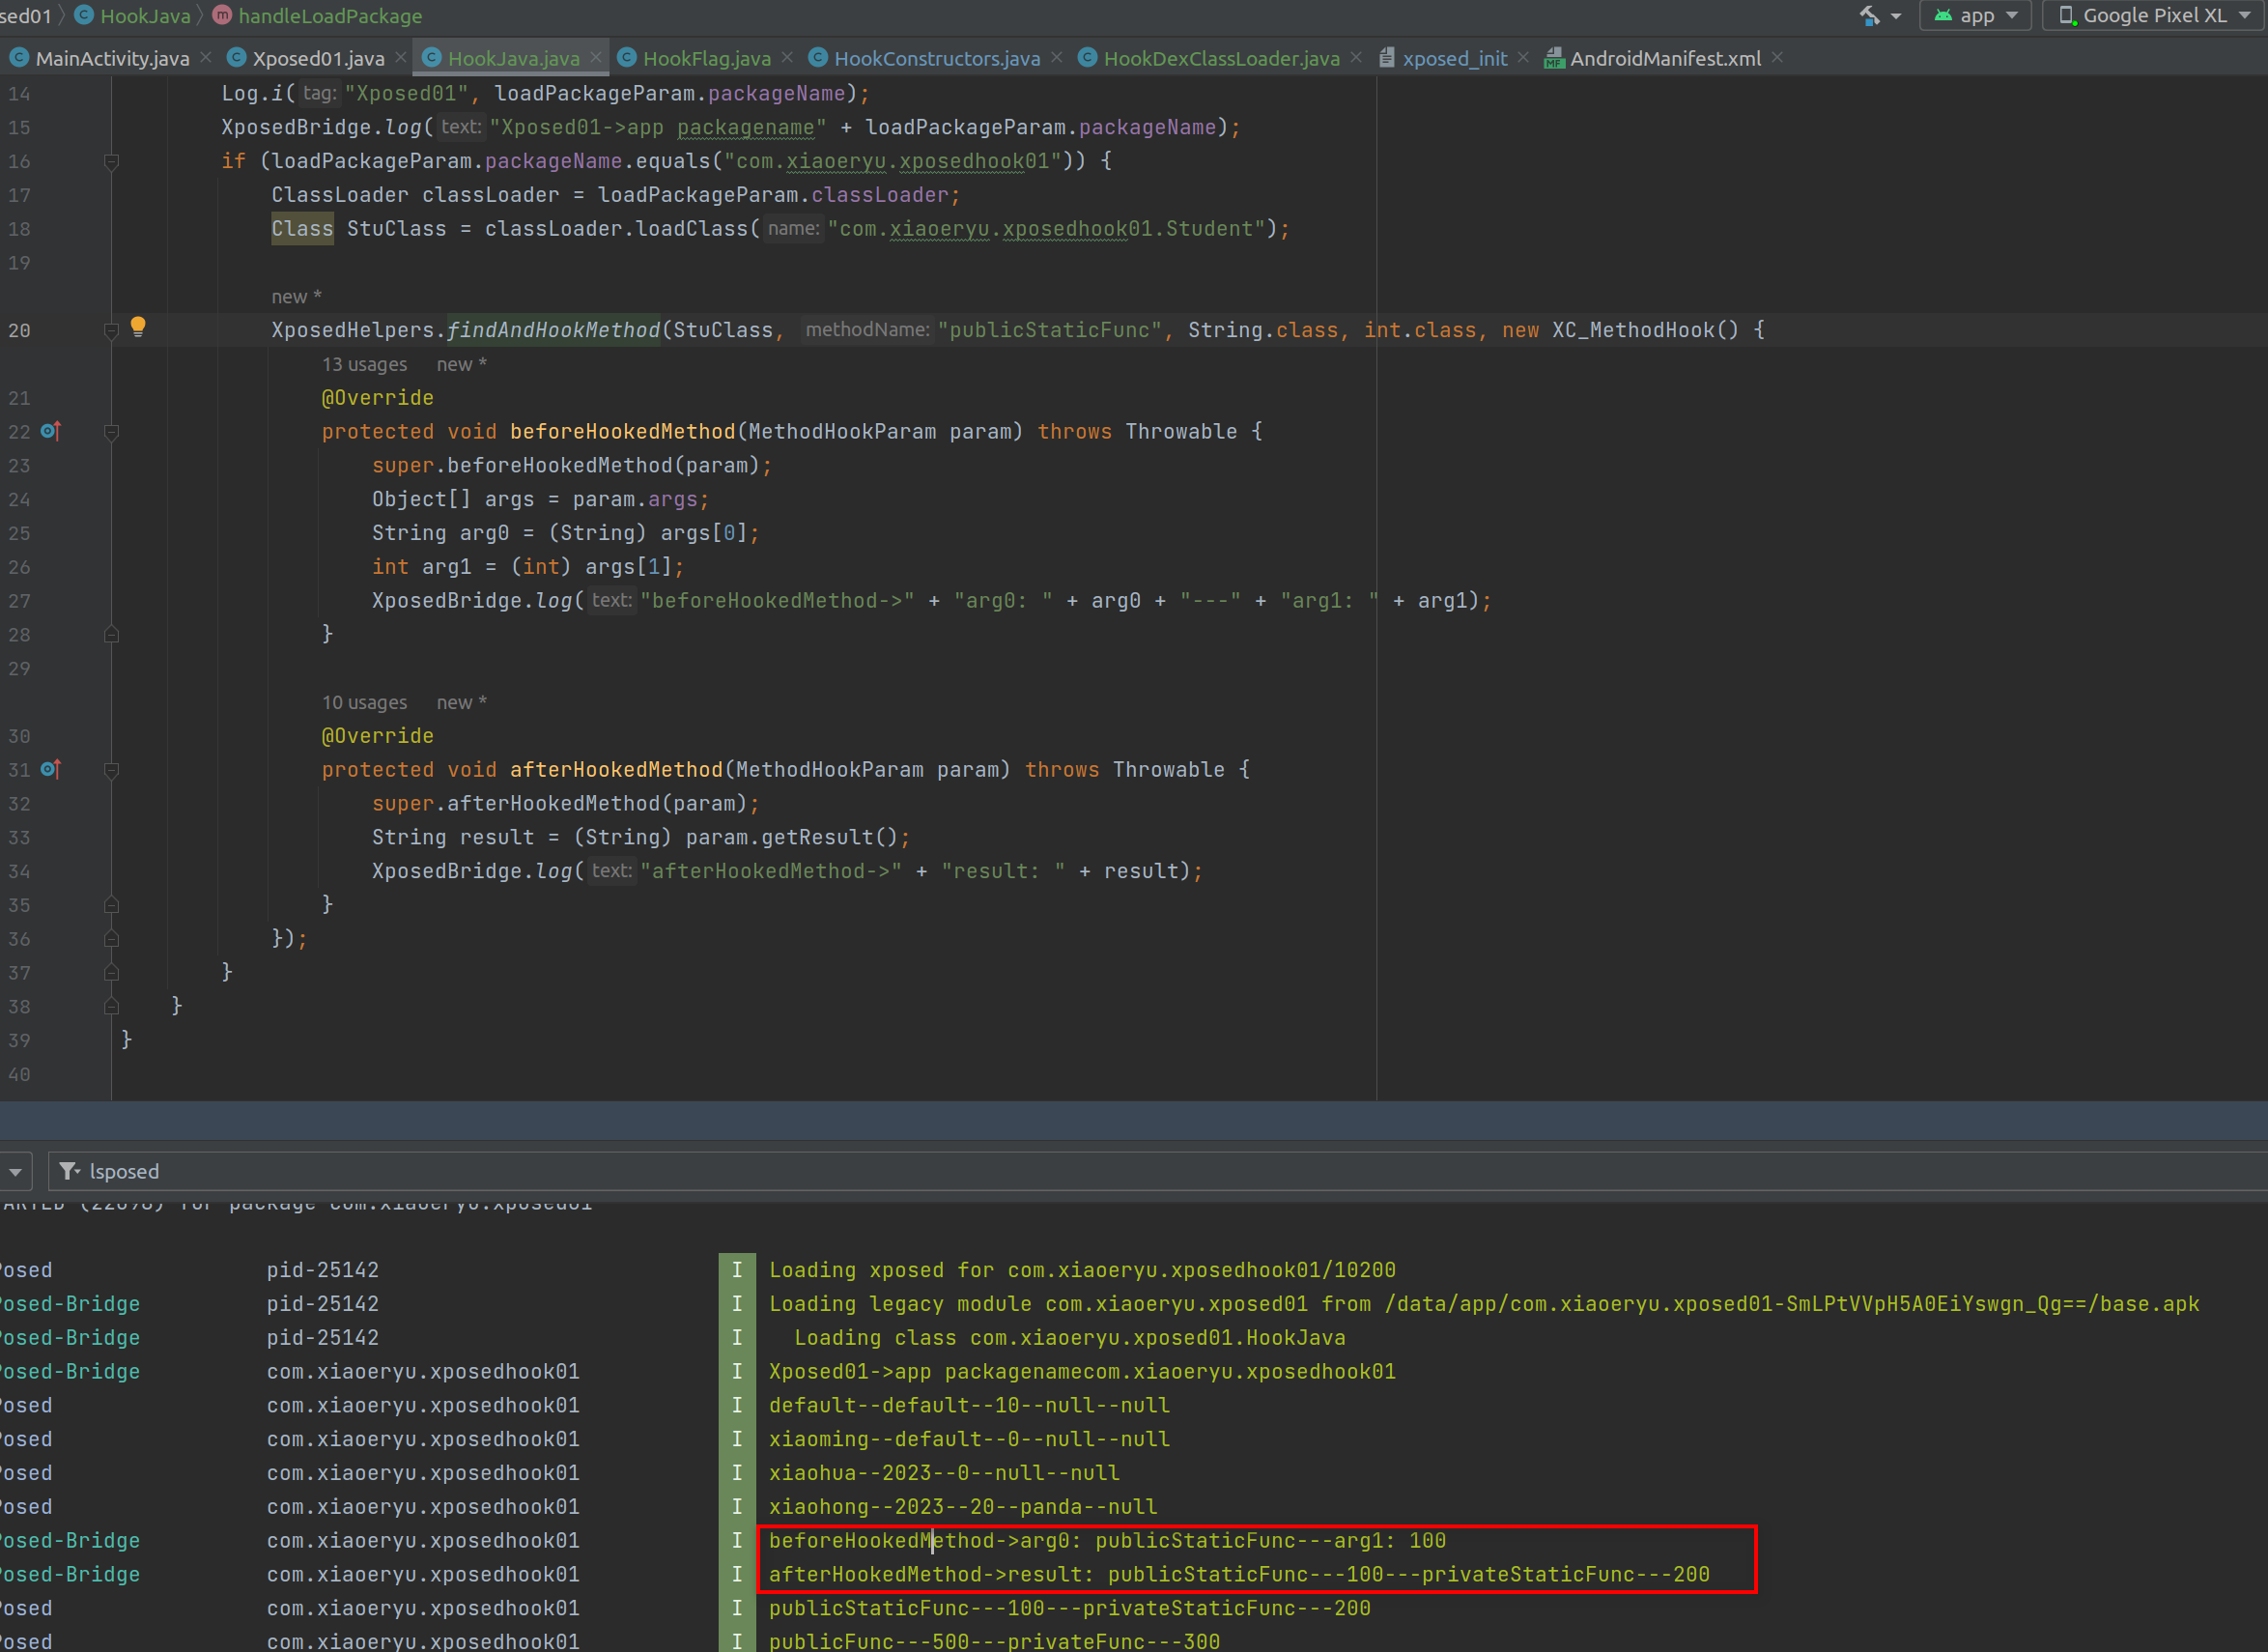 sed01 HookJava handleLoadPackage app Google Pixel XL
MainActivity.java Xposed01.java HookJava.java HookFlag.java HookConstructors.java HookDexClassLoader.java xposed_init AndroidManifest.xml
14 Log.i( tag: "Xposed01", loadPackageParam.packageName);
15 XposedBridge.log( text: "Xposed01->app packagename" + loadPackageParam.packageName);
16 if (loadPackageParam.packageName.equals("com.xiaoeryu.xposedhook01")) {
17 ClassLoader classLoader = loadPackageParam.classLoader;
18 Class StuClass = classLoader.loadClass( name: "com.xiaoeryu.xposedhook01.Student");
19
new *
20 XposedHelpers.findAndHookMethod(StuClass, methodName: "publicStaticFunc", String.class, int.class, new XC_MethodHook() {
13 usages new *
21 @Override
22 protected void beforeHookedMethod(MethodHookParam param) throws Throwable {
23 super.beforeHookedMethod(param);
24 Object[] args = param.args;
25 String arg0 = (String) args[0];
26 int arg1 = (int) args[1];
27 XposedBridge.log( text: "beforeHookedMethod->" + "arg0: " + arg0 + "---" + "arg1: " + arg1);
28 }
29
10 usages new *
30 @Override
31 protected void afterHookedMethod(MethodHookParam param) throws Throwable {
32 super.afterHookedMethod(param);
33 String result = (String) param.getResult();
34 XposedBridge.log( text: "afterHookedMethod->" + "result: " + result);
35 }
36 });
37 }
38 }
39 }
40
lsposed
for package com.xiaoeryu.xposed01
Posed pid-25142 I Loading xposed for com.xiaoeryu.xposedhook01/10200
Posed-Bridge pid-25142 I Loading legacy module com.xiaoeryu.xposed01 from /data/app/com.xiaoeryu.xposed01-SmLPtVVpH5A0EiYswgn_Qg==/base.apk
Posed-Bridge pid-25142 I Loading class com.xiaoeryu.xposed01.HookJava
Posed-Bridge com.xiaoeryu.xposedhook01 I Xposed01->app packagenamecom.xiaoeryu.xposedhook01
Posed com.xiaoeryu.xposedhook01 I default--default--10--null--null
Posed com.xiaoeryu.xposedhook01 I xiaoming--default--0--null--null
Posed com.xiaoeryu.xposedhook01 I xiaohua--2023--0--null--null
Posed com.xiaoeryu.xposedhook01 I xiaohong--2023--20--panda--null
Posed-Bridge com.xiaoeryu.xposedhook01 I beforeHookedMethod->arg0: publicStaticFunc---arg1: 100
Posed-Bridge com.xiaoeryu.xposedhook01 I afterHookedMethod->result: publicStaticFunc---100---privateStaticFunc---200
Posed com.xiaoeryu.xposedhook01 I publicStaticFunc---100---privateStaticFunc---200
Posed com.xiaoeryu.xposedhook01 I publicFunc---500---privateFunc---300